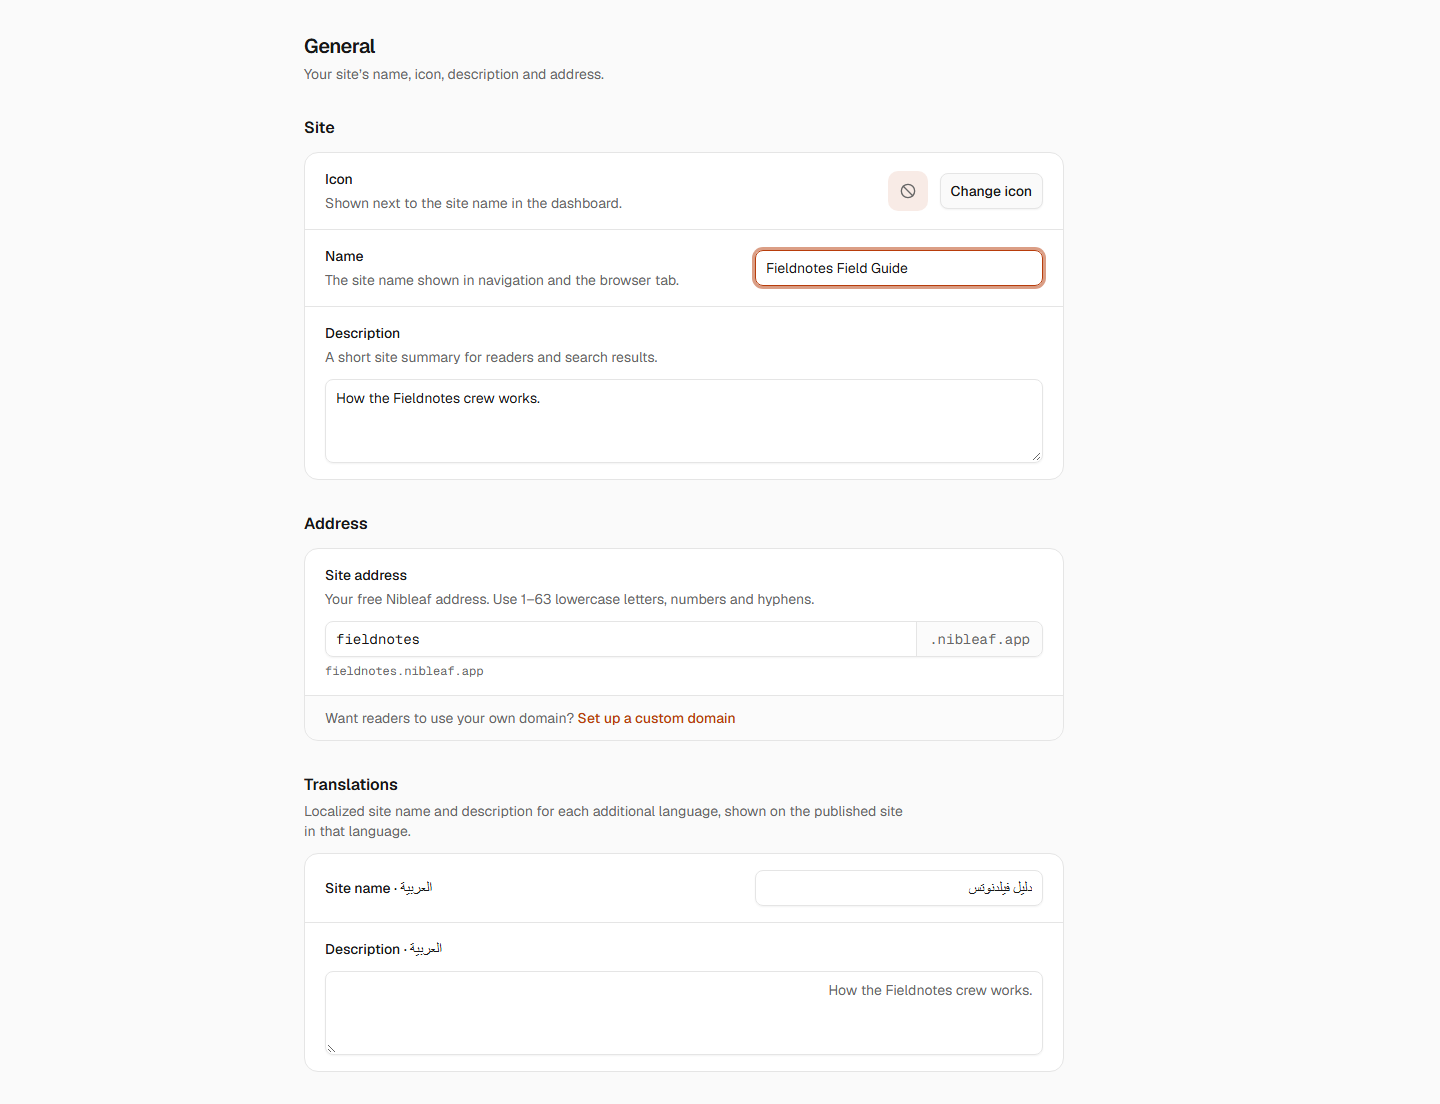 General
Your site's name, icon, description and address.
Site
Icon
Shown next to the site name in the dashboard.
Change icon
Name
The site name shown in navigation and the browser tab.
Fieldnotes Field Guide
Description
A short site summary for readers and search results.
How the Fieldnotes crew works.
Address
Site address
Your free Nibleaf address. Use 1–63 lowercase letters, numbers and hyphens.
fieldnotes
.nibleaf.app
fieldnotes.nibleaf.app
Want readers to use your own domain? Set up a custom domain
Translations
Localized site name and description for each additional language, shown on the published site
in that language.
Site name · العربية
دليل فيلدنوتس
Description · العربية
How the Fieldnotes crew works.